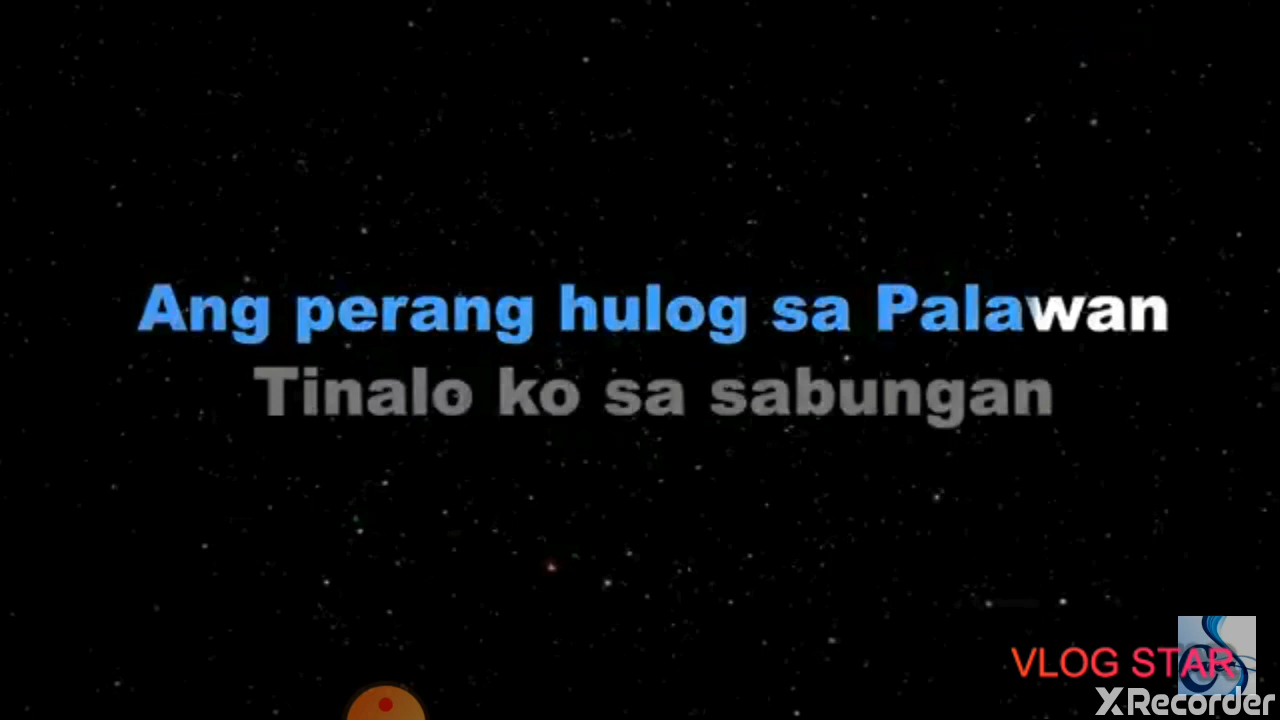 Ang perang hulog sa Palawan
Tinalo ko sa sabungan
VLOG STAR
XRecorder